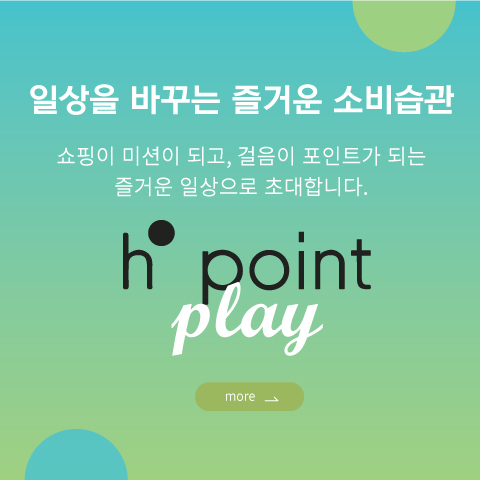 일상을 바꾸는 즐거운 소비습관
쇼핑이 미션이 되고, 걸음이 포인트가 되는
즐거운 일상으로 초대합니다.
h point
play
more →